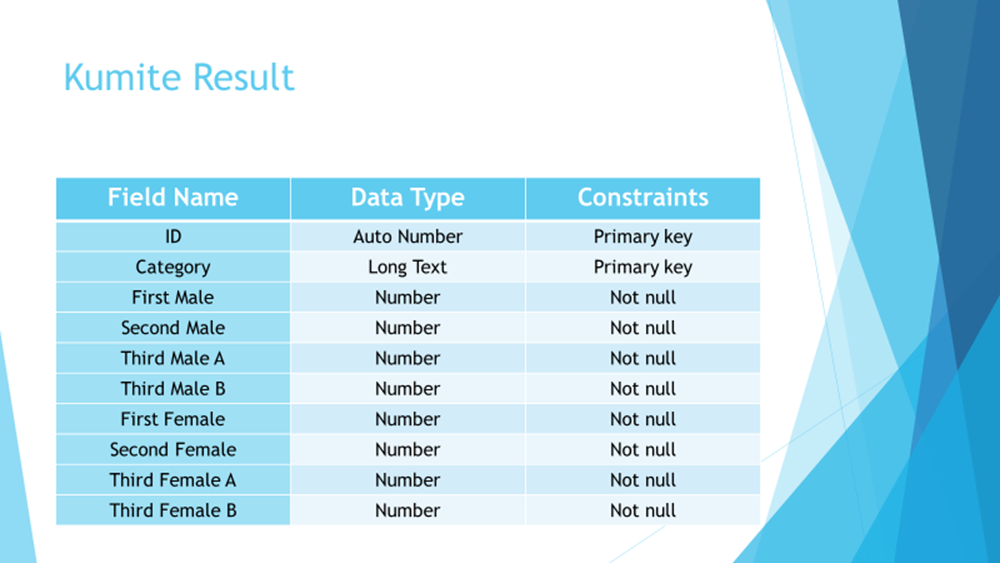 Kumite Result
Field Name Data Type Constraints
ID Auto Number Primary key
Category Long Text Primary key
First Male Number Not null
Second Male Number Not null
Third Male A Number Not null
Third Male B Number Not null
First Female Number Not null
Second Female Number Not null
Third Female A Number Not null
Third Female B Number Not null